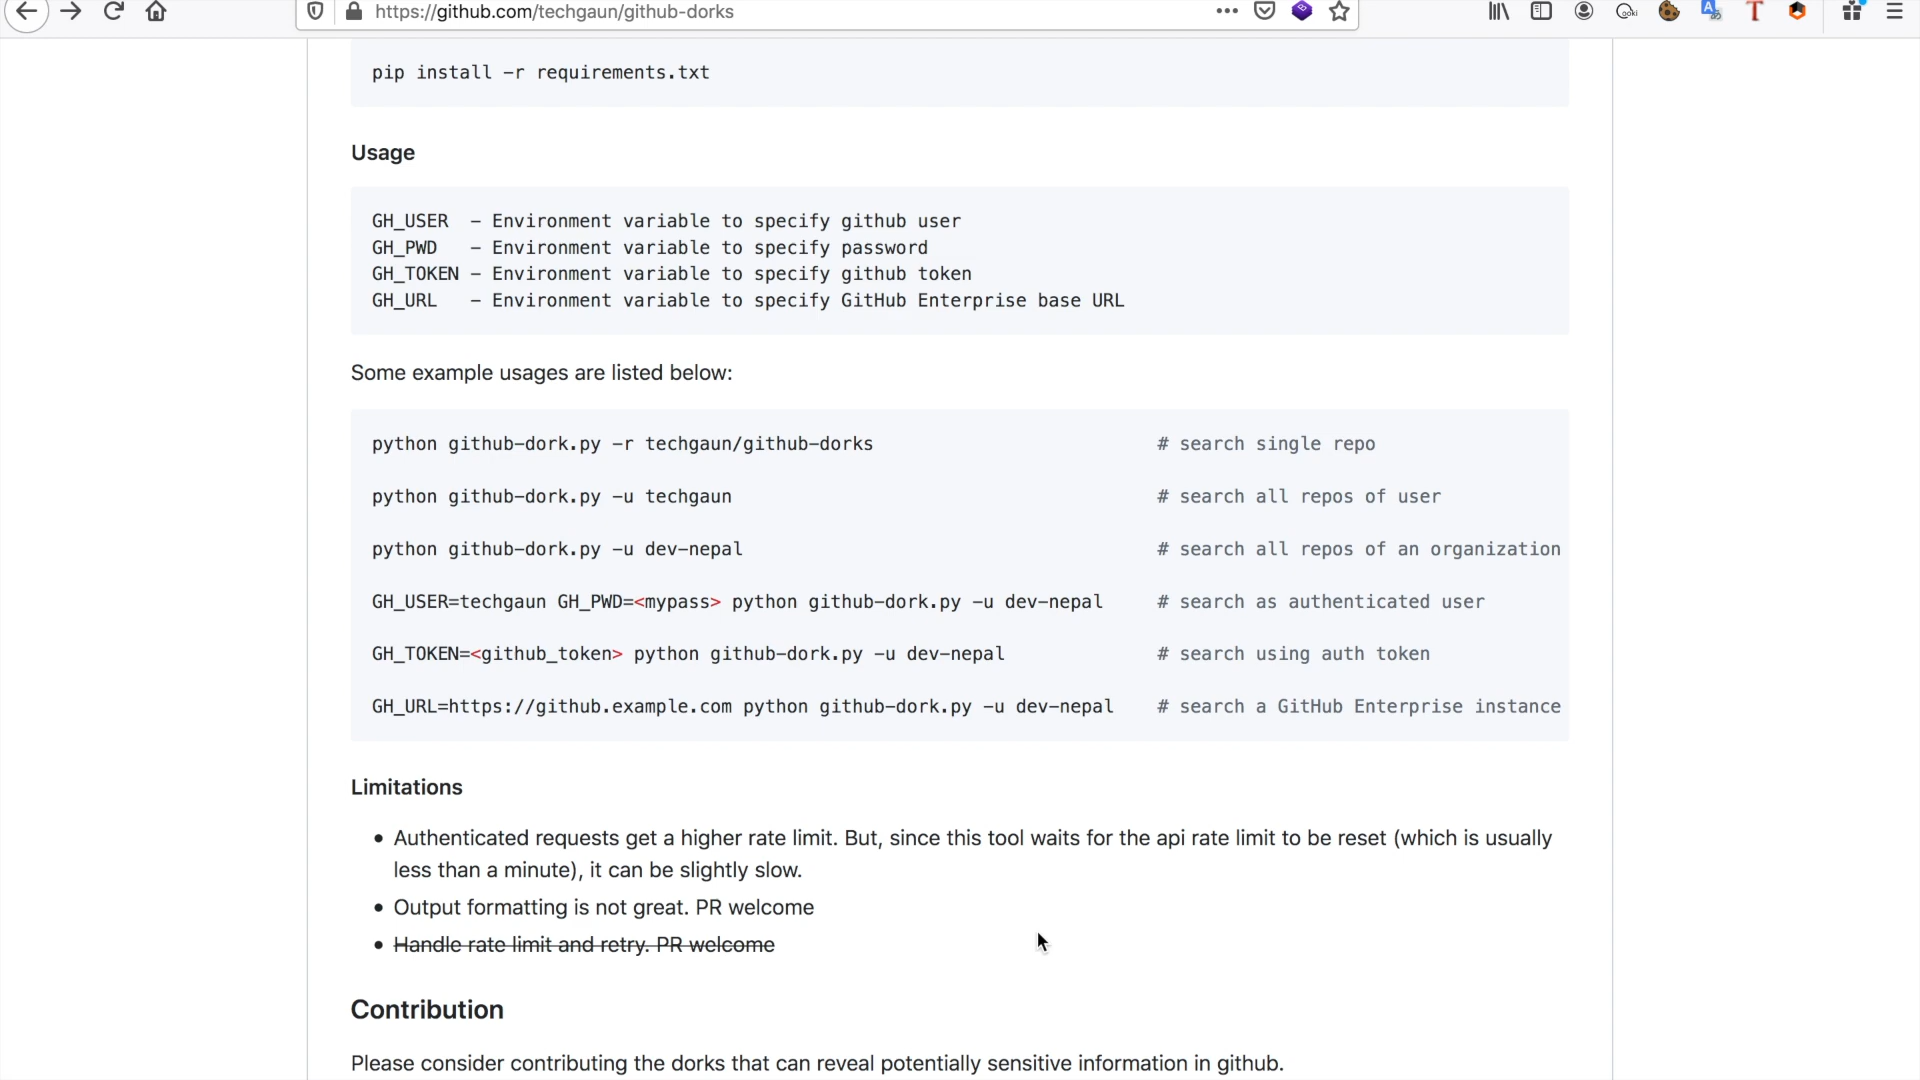 https://github.com/techgaun/github-dorks
pip install -r requirements.txt
Usage
GH_USER - Environment variable to specify github user
GH_PWD - Environment variable to specify password
GH_TOKEN - Environment variable to specify github token
GH_URL - Environment variable to specify GitHub Enterprise base URL
Some example usages are listed below:
python github-dork.py -r techgaun/github-dorks # search single repo
python github-dork.py -u techgaun # search all repos of user
python github-dork.py -u dev-nepal # search all repos of an organization
GH_USER=techgaun GH_PWD=<mypass> python github-dork.py -u dev-nepal # search as authenticated user
GH_TOKEN=<github_token> python github-dork.py -u dev-nepal # search using auth token
GH_URL=https://github.example.com python github-dork.py -u dev-nepal # search a GitHub Enterprise instance
Limitations
• Authenticated requests get a higher rate limit. But, since this tool waits for the api rate limit to be reset (which is usually
less than a minute), it can be slightly slow.
• Output formatting is not great. PR welcome
• Handle rate limit and retry. PR welcome
Contribution
Please consider contributing the dorks that can reveal potentially sensitive information in github.